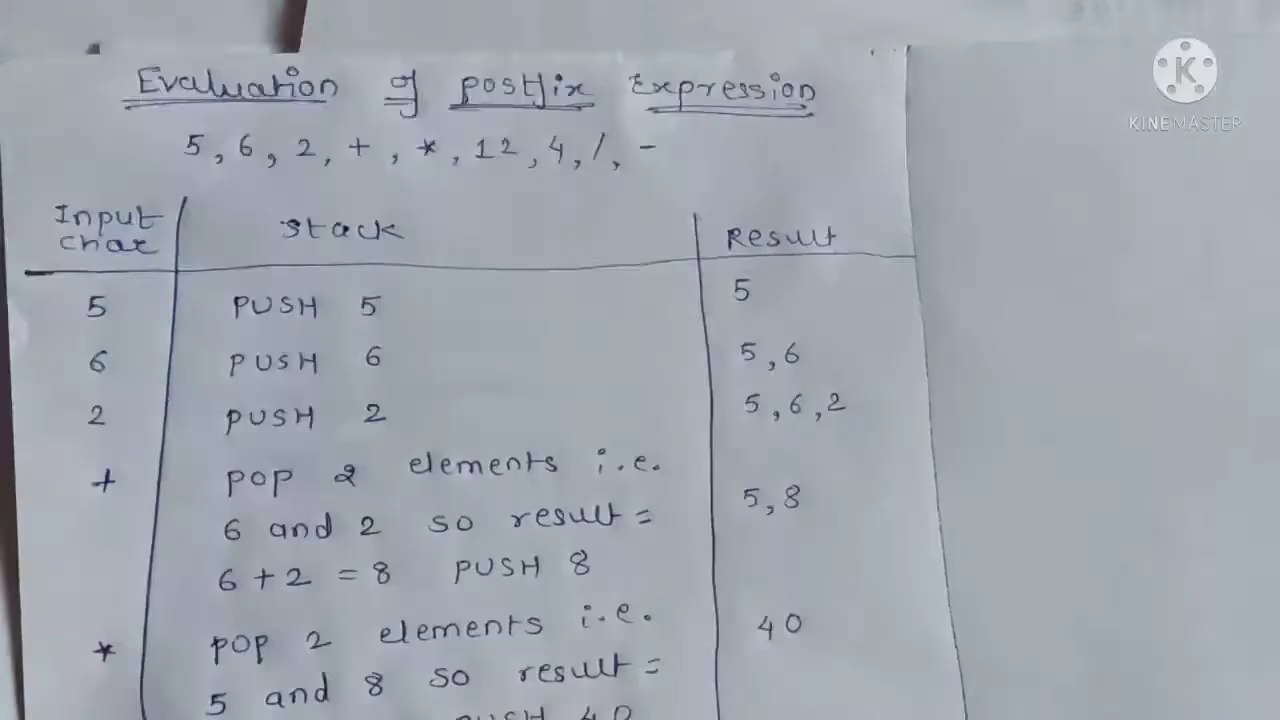 Evaluation of postfix Expression
5, 6, 2, +, *, 12, 4, /, -
Input char | stack | Result
5 | PUSH 5 | 5
6 | PUSH 6 | 5,6
2 | PUSH 2 | 5,6,2
+ | pop 2 elements i.e.
6 and 2 so result = | 5,8
6 + 2 = 8 PUSH 8
* | pop 2 elements i.e. | 40
5 and 8 so result =
PUSH 40
KINEMASTER